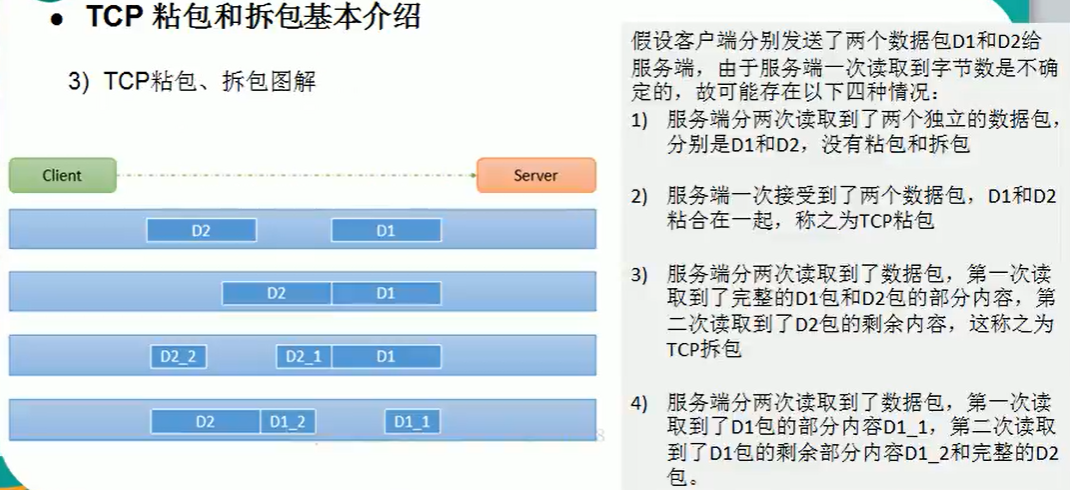 ● TCP 粘包和拆包基本介绍
3) TCP粘包、拆包图解
Client
Server
D2
D1
D2
D1
D2_2
D2_1
D1
D2
D1_2
D1_1
8
假设客户端分别发送了两个数据包D1和D2给
服务端，由于服务端一次读取到字节数是不确
定的，故可能存在以下四种情况：
1) 服务端分两次读取到了两个独立的数据包，
分别是D1和D2，没有粘包和拆包
2) 服务端一次接受到了两个数据包，D1和D2
粘合在一起，称之为TCP粘包
3) 服务端分两次读取到了数据包，第一次读
取到了完整的D1包和D2包的部分内容，第
二次读取到了D2包的剩余内容，这称之为
TCP拆包
4) 服务端分两次读取到了数据包，第一次读
取到了D1包的部分内容D1_1，第二次读取
到了D1包的剩余部分内容D1_2和完整的D2
包。